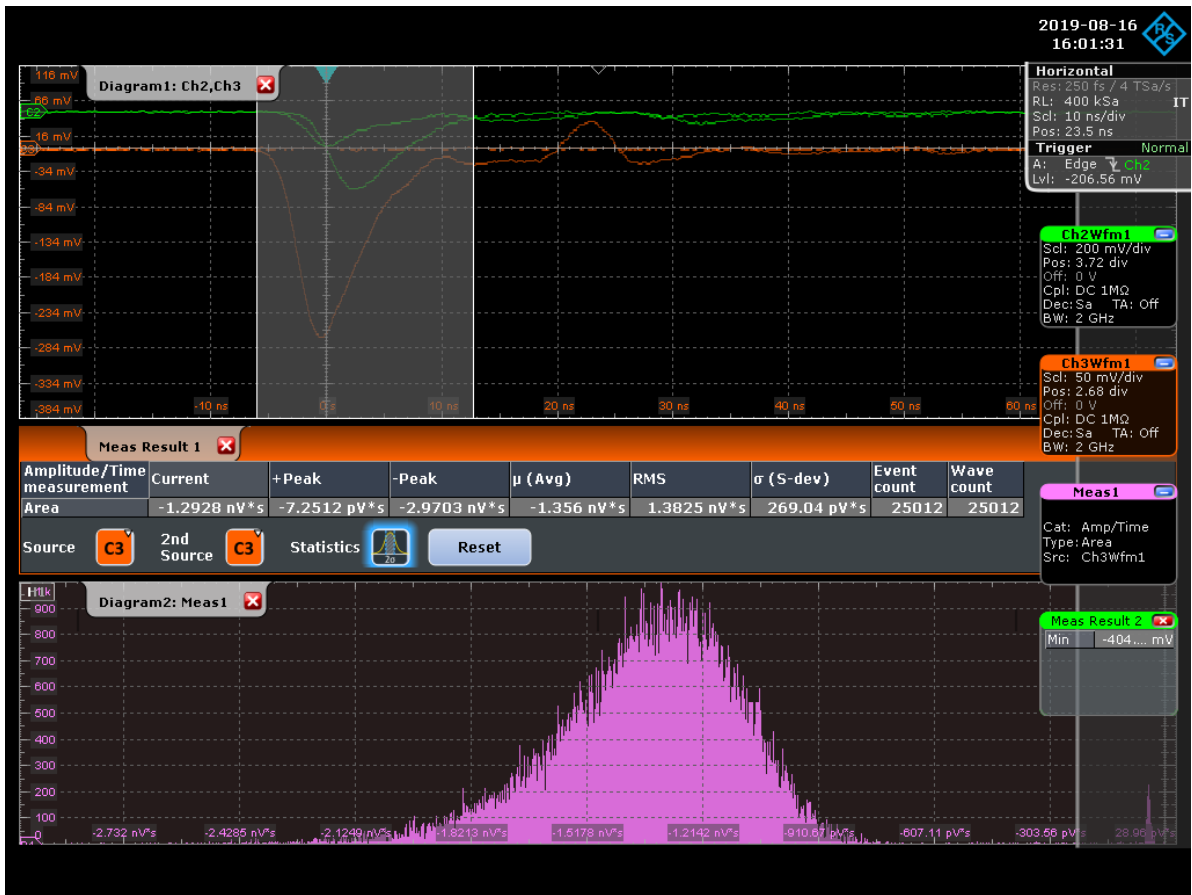 2019-08-16
16:01:31
Diagram1: Ch2,Ch3
116 mV
66 mV
C2
16 mV
-34 mV
-84 mV
-134 mV
-184 mV
-234 mV
-284 mV
-334 mV
-384 mV
-10 ns
0 s
10 ns
20 ns
30 ns
40 ns
50 ns
60 ns
Horizontal
Res: 250 fs / 4 TSa/s
RL: 400 kSa IT
Scl: 10 ns/div
Pos: 23.5 ns
Trigger Normal
A: Edge Ch2
Lvl: -206.56 mV
Ch2Wfm1
Scl: 200 mV/div
Pos: 3.72 div
Off: 0 V
Cpl: DC 1MΩ
Dec: Sa TA: Off
BW: 2 GHz
Ch3Wfm1
Scl: 50 mV/div
Pos: 2.68 div
Off: 0 V
Cpl: DC 1MΩ
Dec: Sa TA: Off
BW: 2 GHz
Meas Result 1
Amplitude/Time measurement Current +Peak -Peak µ (Avg) RMS σ (S-dev) Event count Wave count
Area -1.2928 nV*s -7.2512 pV*s -2.9703 nV*s -1.356 nV*s 1.3825 nV*s 269.04 pV*s 25012 25012
Source C3 2nd Source C3 Statistics 2σ Reset
Meas1
Cat: Amp/Time
Type: Area
Src: Ch3Wfm1
Diagram2: Meas1
900
800
700
600
500
400
300
200
100
0
-2.732 nV*s
-2.4285 nV*s
-2.1249 nV*s
-1.8213 nV*s
-1.5178 nV*s
-1.2142 nV*s
-910.67 pV*s
-607.11 pV*s
-303.56 pV*s
28.96 pV*s
Meas Result 2
Min -404.... mV